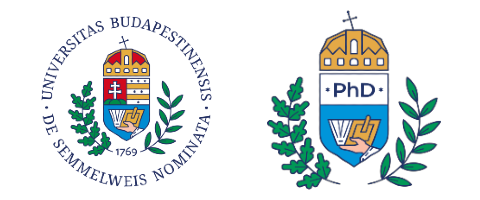 · UNIVERSITAS BUDAPESTINENSIS ·
DE SEMMELWEIS NOMINATA
1769
·PhD·